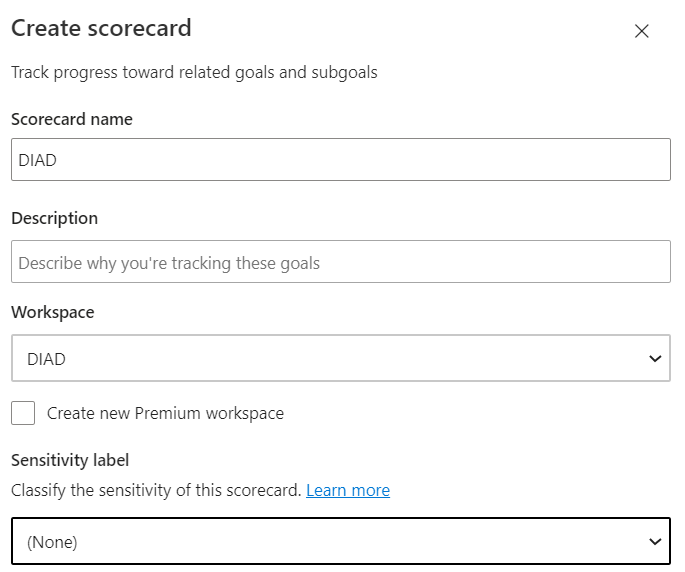 Create scorecard
Track progress toward related goals and subgoals
Scorecard name
DIAD
Description
Describe why you're tracking these goals
Workspace
DIAD
Create new Premium workspace
Sensitivity label
Classify the sensitivity of this scorecard. Learn more
(None)